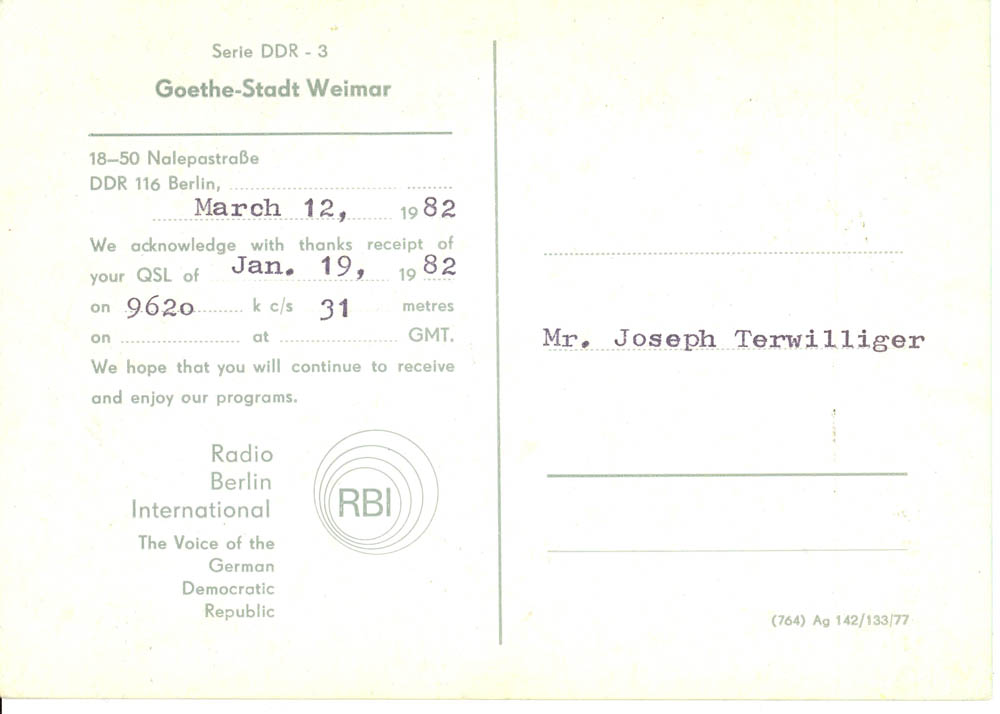 Serie DDR - 3
Goethe-Stadt Weimar
18–50 Nalepastraße
DDR 116 Berlin,
March 12, 1982
We acknowledge with thanks receipt of
your QSL of Jan. 19, 1982
on 962o k c/s 31 metres
on at GMT.
We hope that you will continue to receive
and enjoy our programs.
Radio
Berlin
International
RBI
The Voice of the
German
Democratic
Republic
Mr. Joseph Terwilliger
(764) Ag 142/133/77